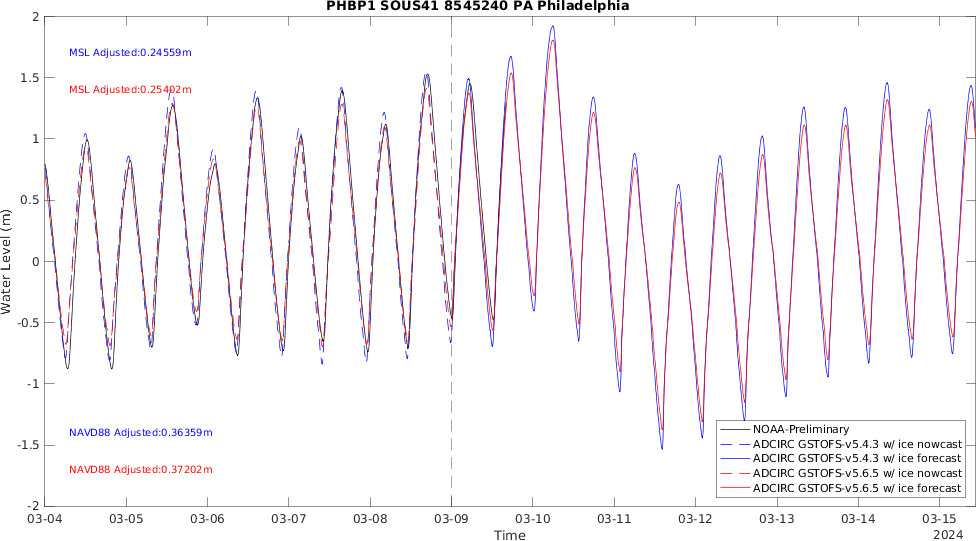 PHBP1 SOUS41 8545240 PA Philadelphia
2
1.5
1
0.5
0
-0.5
-1
-1.5
-2
Water Level (m)
MSL Adjusted:0.24559m
MSL Adjusted:0.25402m
NAVD88 Adjusted:0.36359m
NAVD88 Adjusted:0.37202m
NOAA-Preliminary
ADCIRC GSTOFS-v5.4.3 w/ ice nowcast
ADCIRC GSTOFS-v5.4.3 w/ ice forecast
ADCIRC GSTOFS-v5.6.5 w/ ice nowcast
ADCIRC GSTOFS-v5.6.5 w/ ice forecast
03-04 03-05 03-06 03-07 03-08 03-09 03-10 03-11 03-12 03-13 03-14 03-15
Time
2024